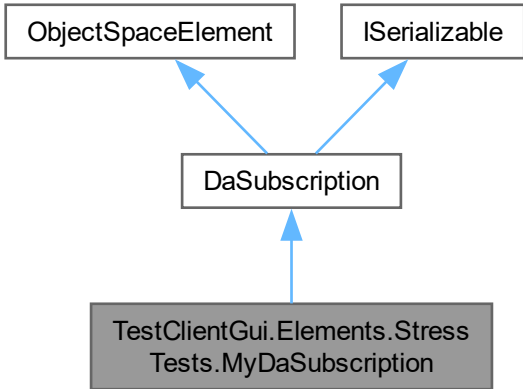 ObjectSpaceElement
ISerializable
DaSubscription
TestClientGui.Elements.Stress
Tests.MyDaSubscription